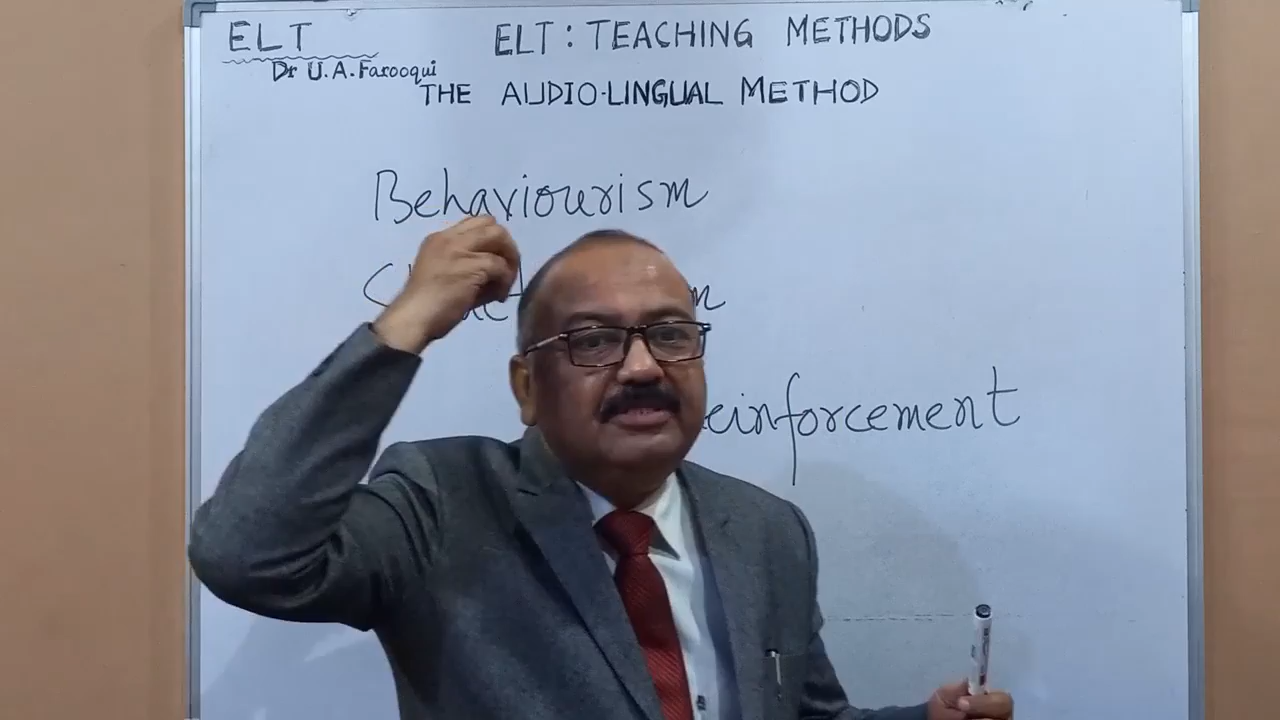 ELT
ELT : TEACHING METHODS
Dr U.A. Farooqui
THE AUDIO-LINGUAL METHOD
Behaviourism